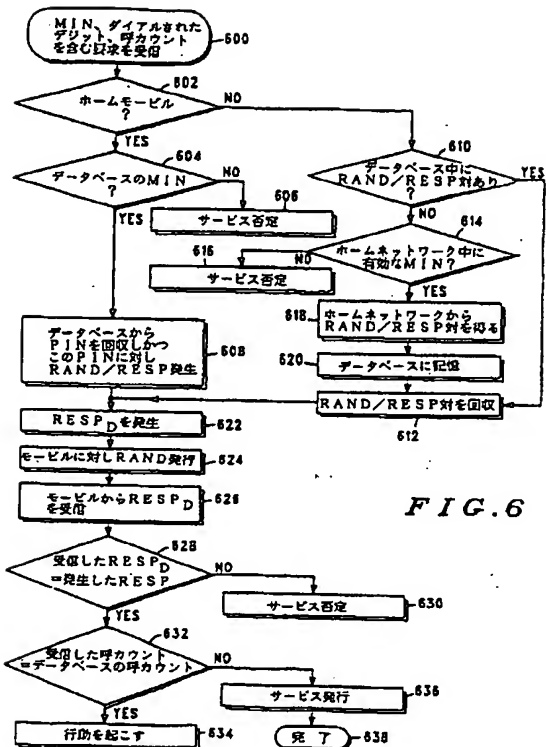 MIN、ダイアルされた
デジット、呼カウント
を含む要求を受信
600
602
ホームモービル
?
NO
YES
604
データベースのMIN
?
NO
YES
606
サービス否定
610
データベース中に
RAND/RESP対あり
?
YES
NO
614
ホームネットワーク中に
有効なMIN?
NO
616
サービス否定
YES
618
ホームネットワークから
RAND/RESP対を得る
620
データベースに記憶
RAND/RESP対を回収
612
データベースから
PINを回収しかつ
このPINに対し
RAND/RESP発生
608
RESPDを発生
622
モービルに対しRAND発行
624
モービルからRESPD
を受信
626
FIG.6
628
受信したRESPD
=発生したRESP
NO
サービス否定
630
YES
632
受信した呼カウント
=データベースの呼カウント
NO
サービス発行
636
YES
行動を起こす
634
完了
638